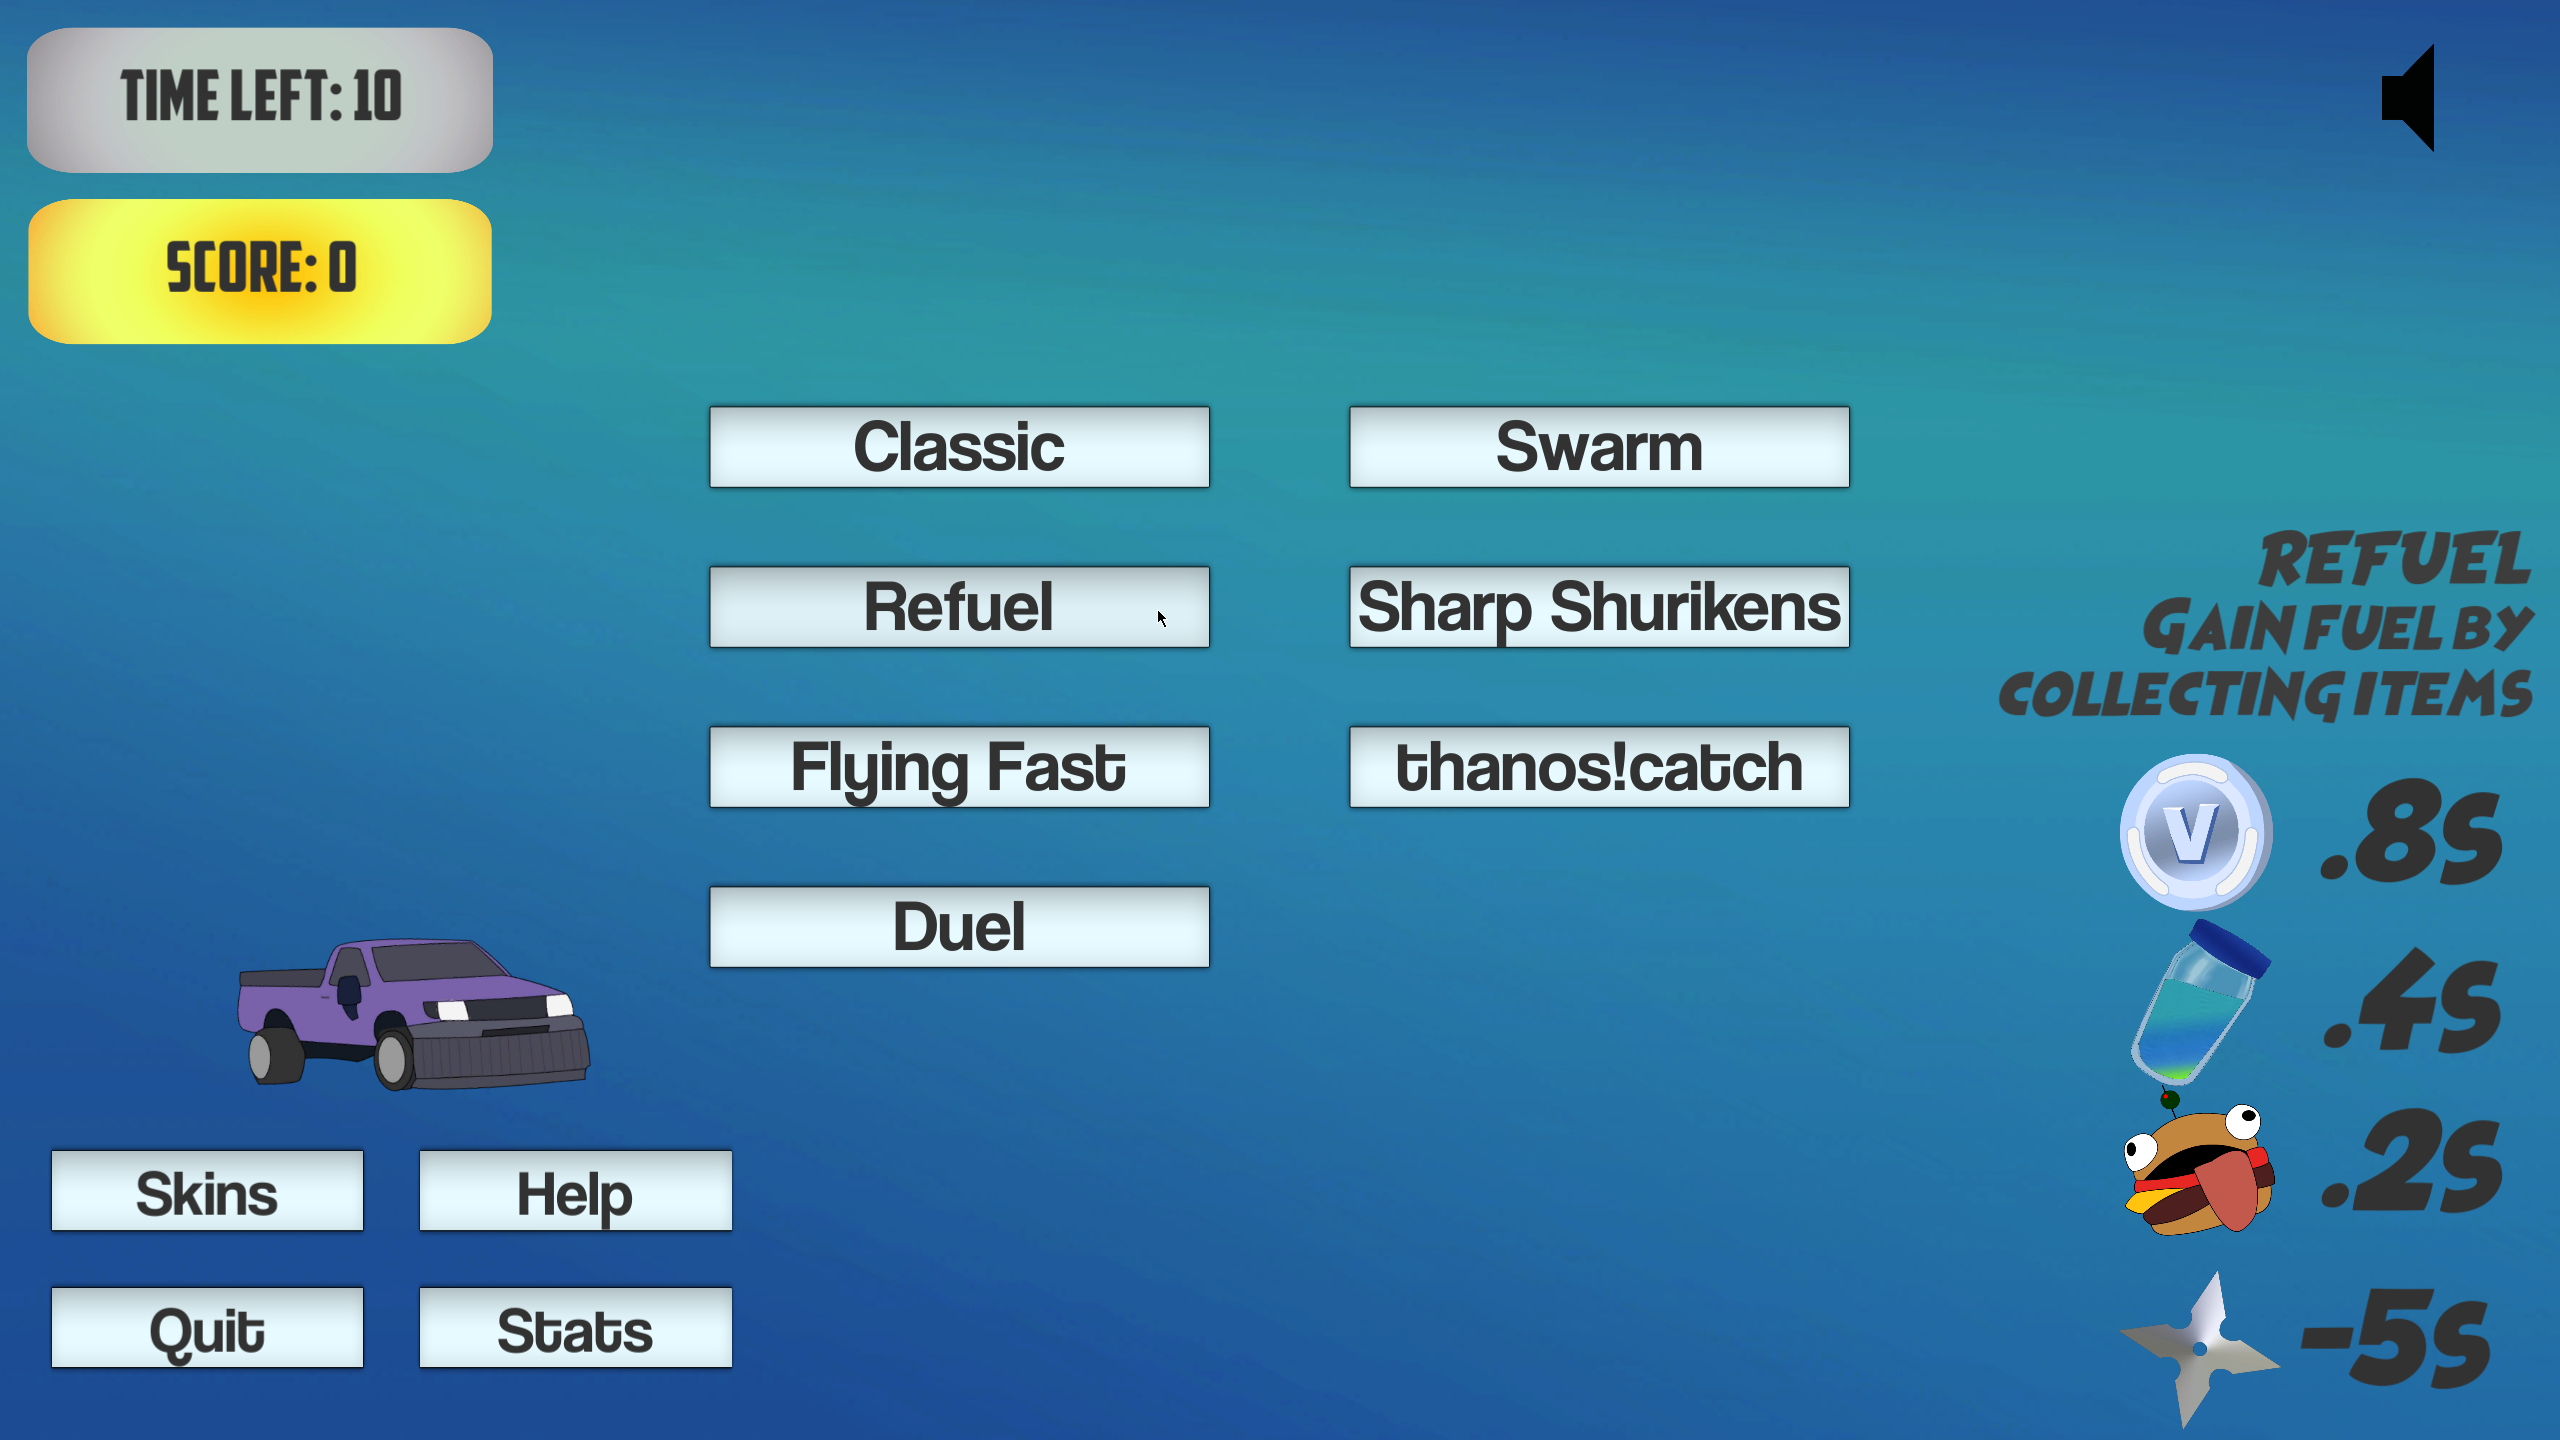 TIME LEFT: 10
SCORE: 0
Classic
Swarm
Refuel
Sharp Shurikens
Flying Fast
thanos!catch
Duel
REFUEL
GAIN FUEL BY
COLLECTING ITEMS
V
.8s
.4s
.2s
-5s
Skins
Help
Quit
Stats